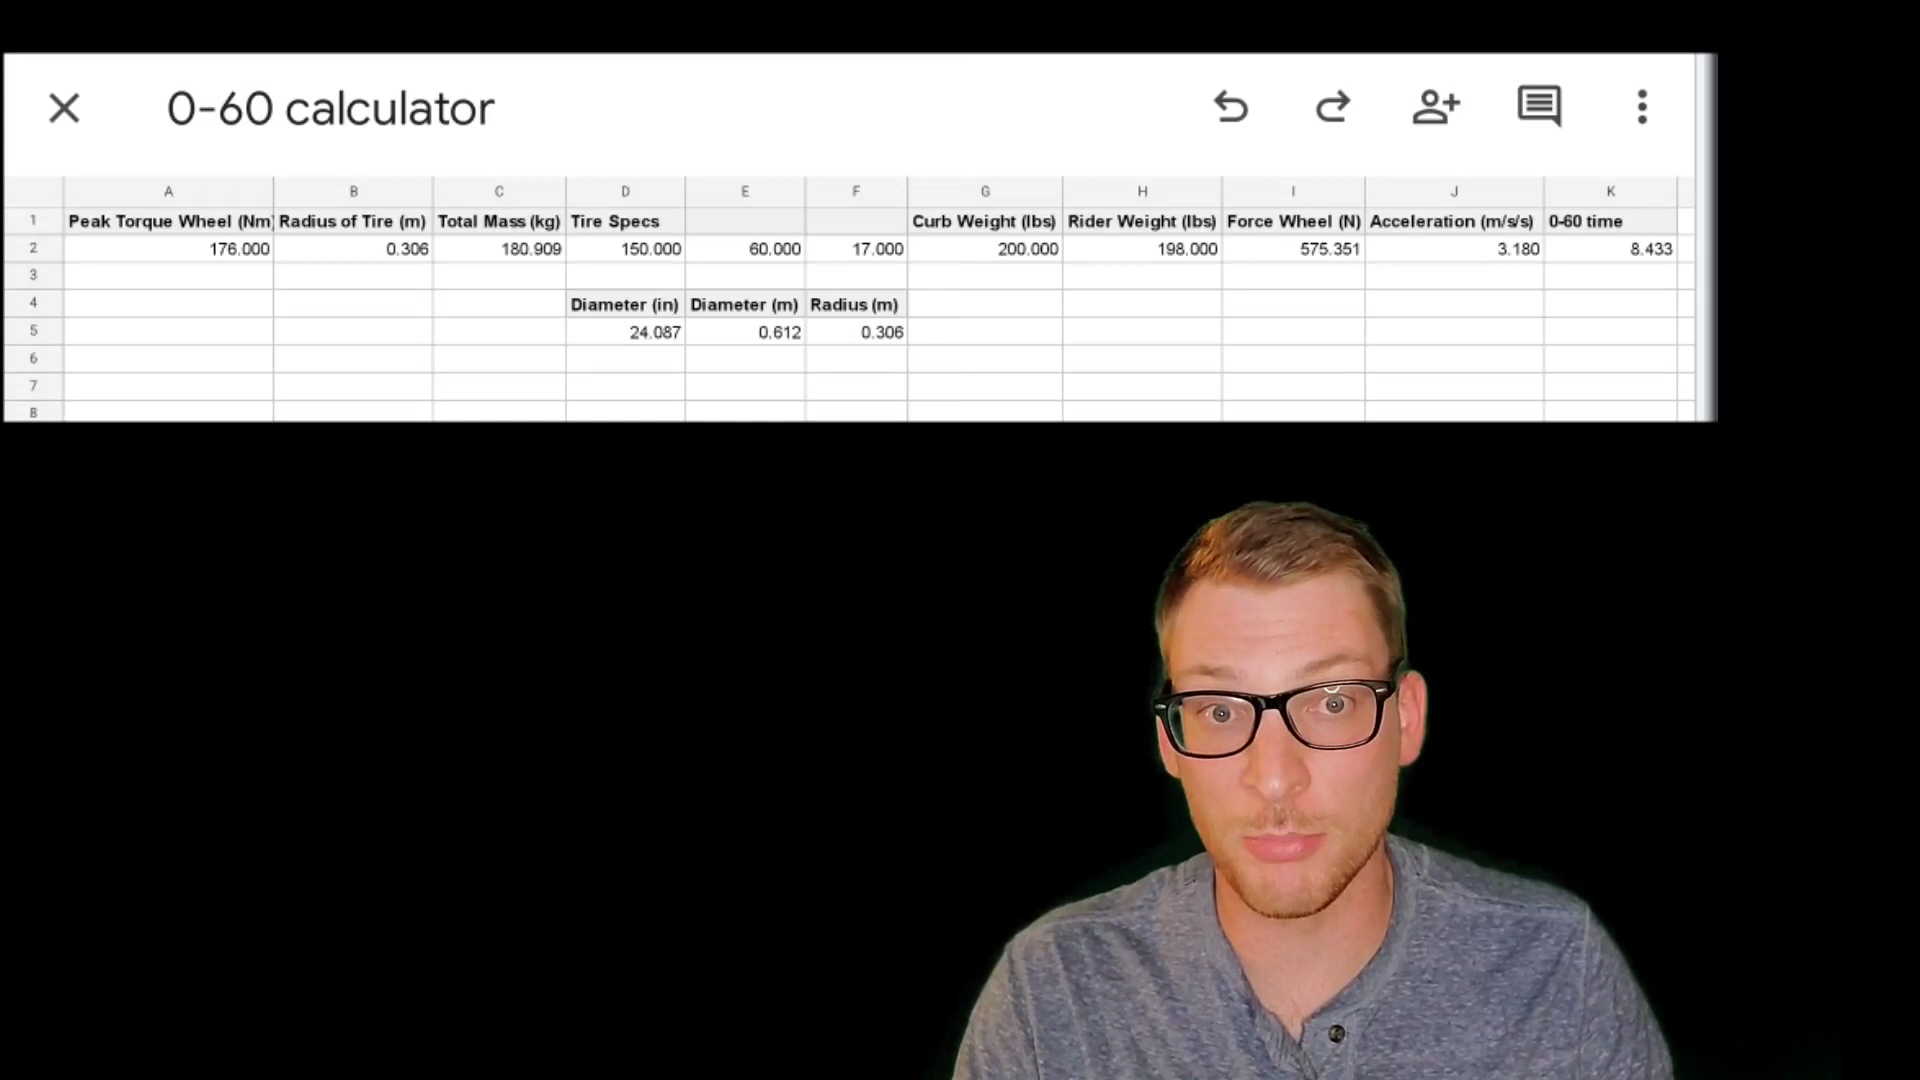 0-60 calculator
A B C D E F G H I J K
1 Peak Torque Wheel (Nm) Radius of Tire (m) Total Mass (kg) Tire Specs Curb Weight (lbs) Rider Weight (lbs) Force Wheel (N) Acceleration (m/s/s) 0-60 time
2 176.000 0.306 180.909 150.000 60.000 17.000 200.000 198.000 575.351 3.180 8.433
3
4 Diameter (in) Diameter (m) Radius (m)
5 24.087 0.612 0.306
6
7
8